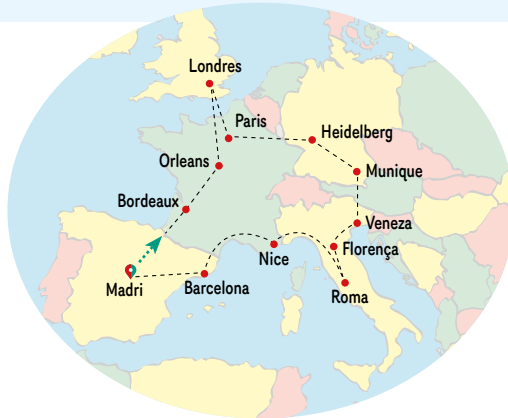 Londres
Paris
Heidelberg
Orleans
Munique
Bordeaux
Veneza
Florença
Nice
Madri
Barcelona
Roma